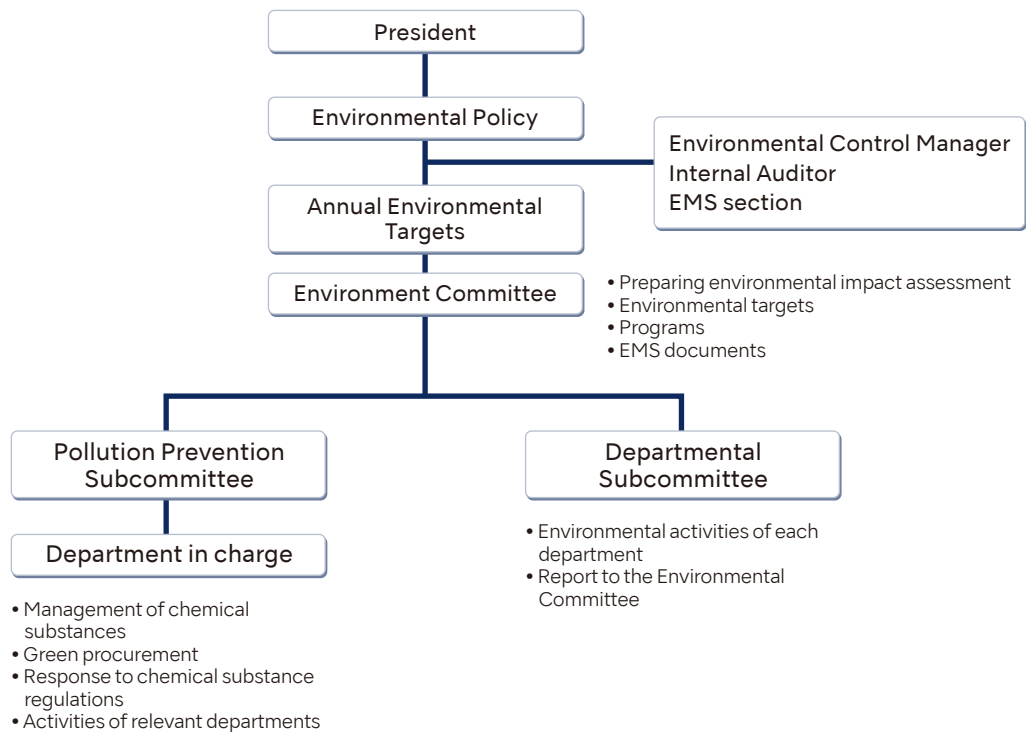 President
Environmental Policy
Environmental Control Manager
Internal Auditor
EMS section
Annual Environmental
Targets
Environment Committee
• Preparing environmental impact assessment
• Environmental targets
• Programs
• EMS documents
Pollution Prevention
Subcommittee
Departmental
Subcommittee
Department in charge
• Environmental activities of each
department
• Report to the Environmental
Committee
• Management of chemical
substances
• Green procurement
• Response to chemical substance
regulations
• Activities of relevant departments